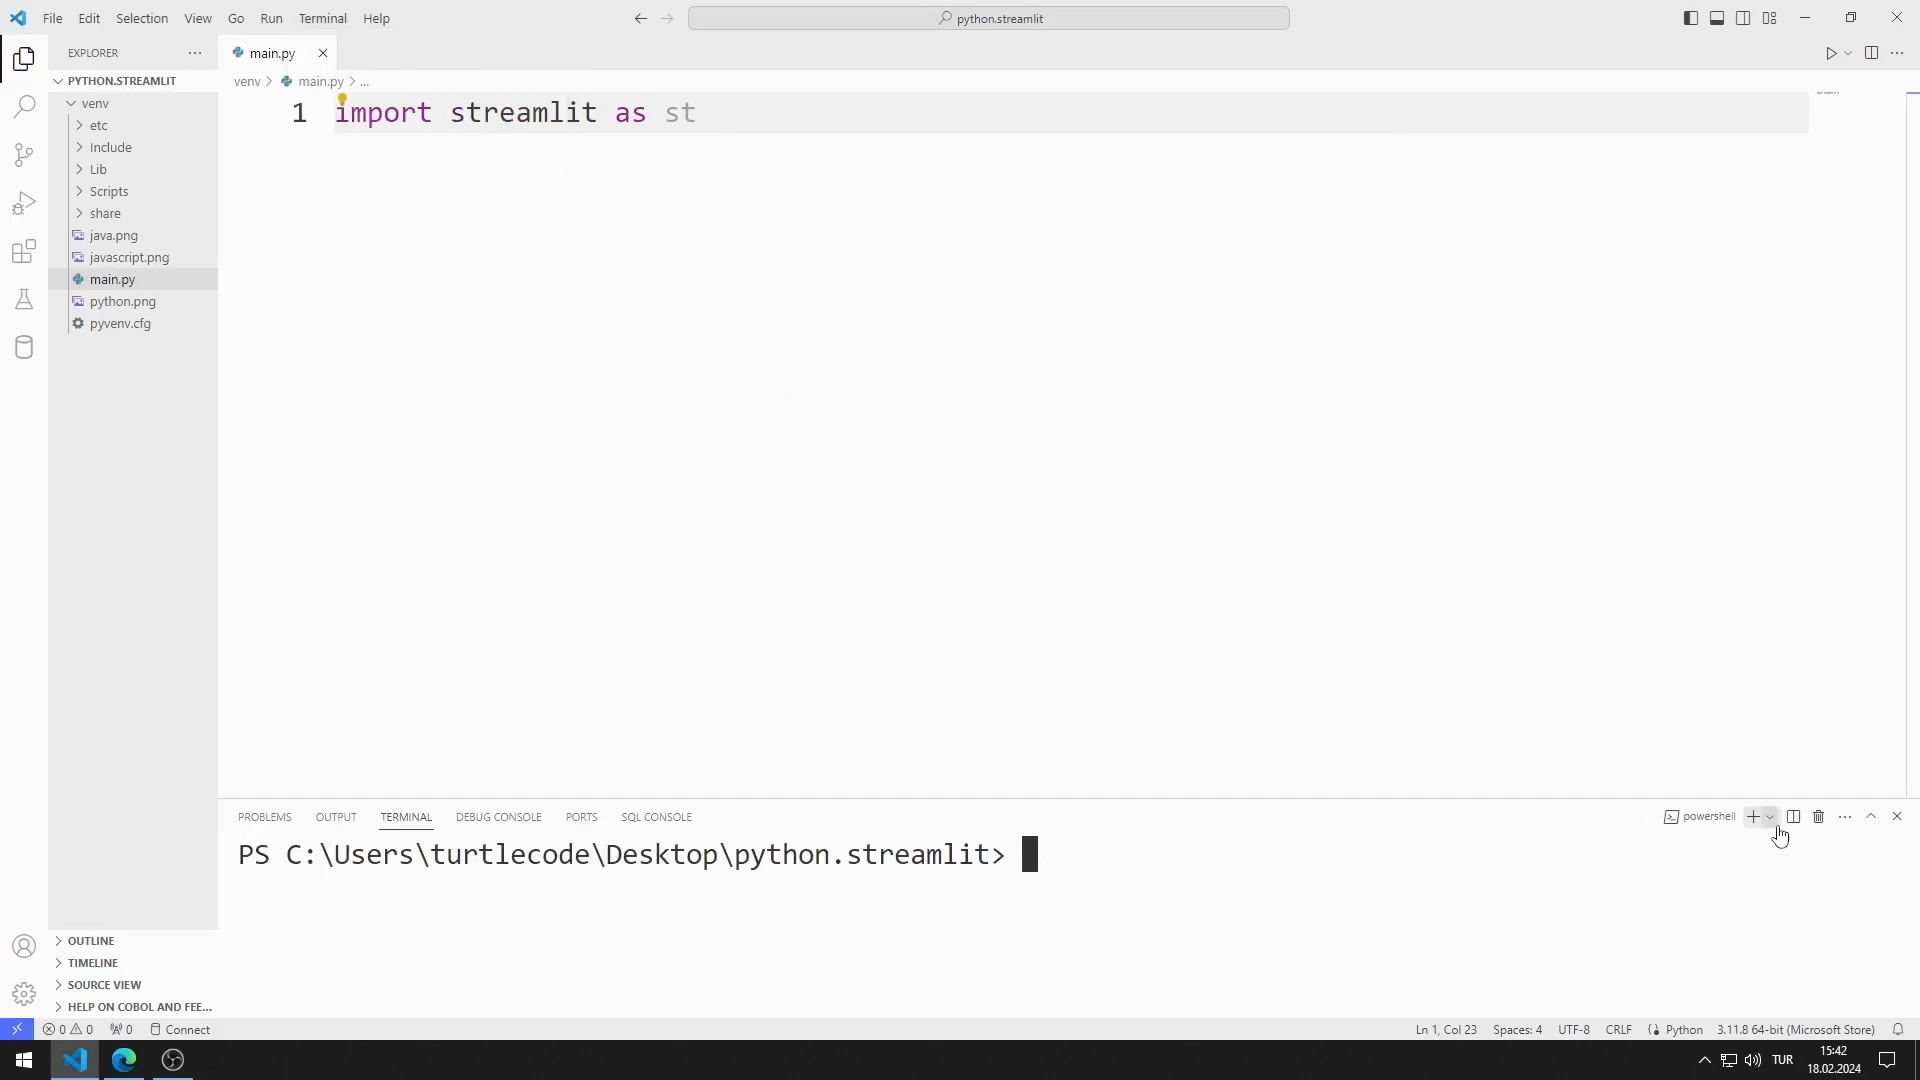 File Edit Selection View Go Run Terminal Help
python.streamlit
EXPLORER
main.py
PYTHON.STREAMLIT
venv > main.py > ...
venv
etc
Include
Lib
Scripts
share
java.png
javascript.png
main.py
python.png
pyvenv.cfg
1 import streamlit as st
PROBLEMS OUTPUT TERMINAL DEBUG CONSOLE PORTS SQL CONSOLE
powershell
PS C:\Users\turtlecode\Desktop\python.streamlit>
OUTLINE
TIMELINE
SOURCE VIEW
HELP ON COBOL AND FEE...
0 0 0 Connect
Ln 1, Col 23 Spaces: 4 UTF-8 CRLF Python 3.11.8 64-bit (Microsoft Store)
TUR
15:42
18.02.2024